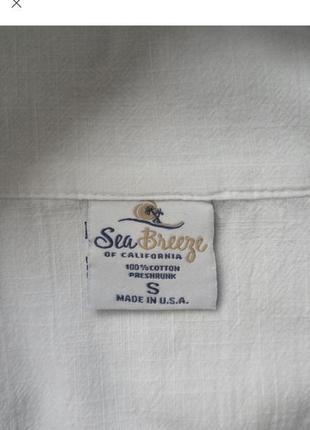 Sea Breeze
OF CALIFORNIA
100% COTTON
PRESHRUNK
S
MADE IN U.S.A.